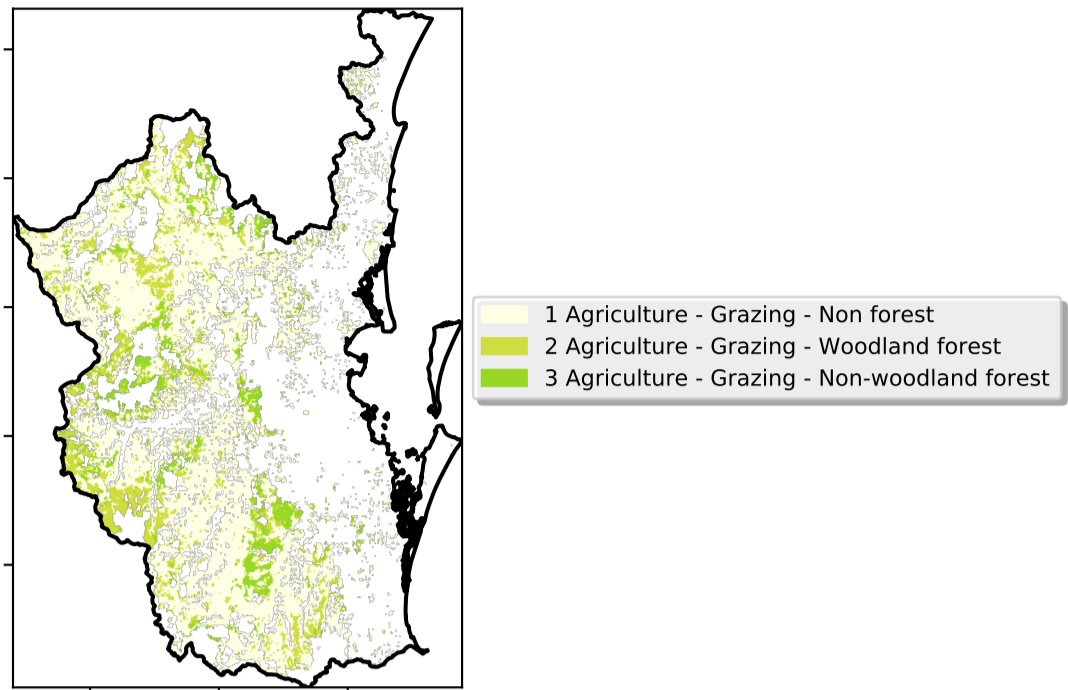 1 Agriculture - Grazing - Non forest
2 Agriculture - Grazing - Woodland forest
3 Agriculture - Grazing - Non-woodland forest